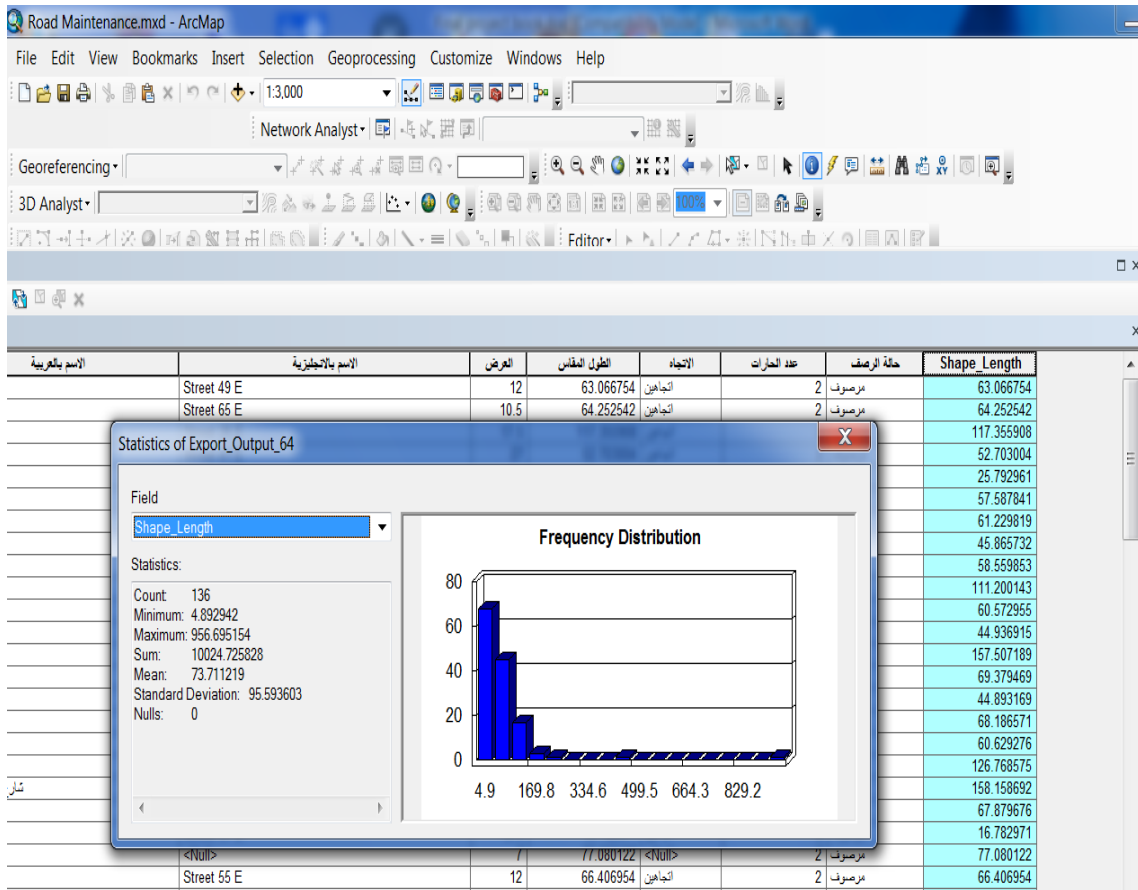 Road Maintenance.mxd - ArcMap
File Edit View Bookmarks Insert Selection Geoprocessing Customize Windows Help
1:3,000
Network Analyst
Georeferencing
3D Analyst
100%
Editor
الاسم بالعربية الاسم بالانجليزية العرض الطول المقاس الاتجاه عدد الحارات حالة الرصف Shape_Length
Street 49 E 12 63.066754 اتجاهين 2 مرصوف 63.066754
Street 65 E 10.5 64.252542 اتجاهين 2 مرصوف 64.252542
117.355908
52.703004
25.792961
57.587841
61.229819
45.865732
58.559853
111.200143
60.572955
44.936915
157.507189
69.379469
44.893169
68.186571
60.629276
126.768575
158.158692
67.879676
16.782971
<Null> 7 77.080122 <Null> 2 مرصوف 77.080122
Street 55 E 12 66.406954 اتجاهين 2 مرصوف 66.406954
Statistics of Export_Output_64
X
Field
Shape_Length
Statistics:
Count: 136
Minimum: 4.892942
Maximum: 956.695154
Sum: 10024.725828
Mean: 73.711219
Standard Deviation: 95.593603
Nulls: 0
Frequency Distribution
80
60
40
20
0
4.9 169.8 334.6 499.5 664.3 829.2